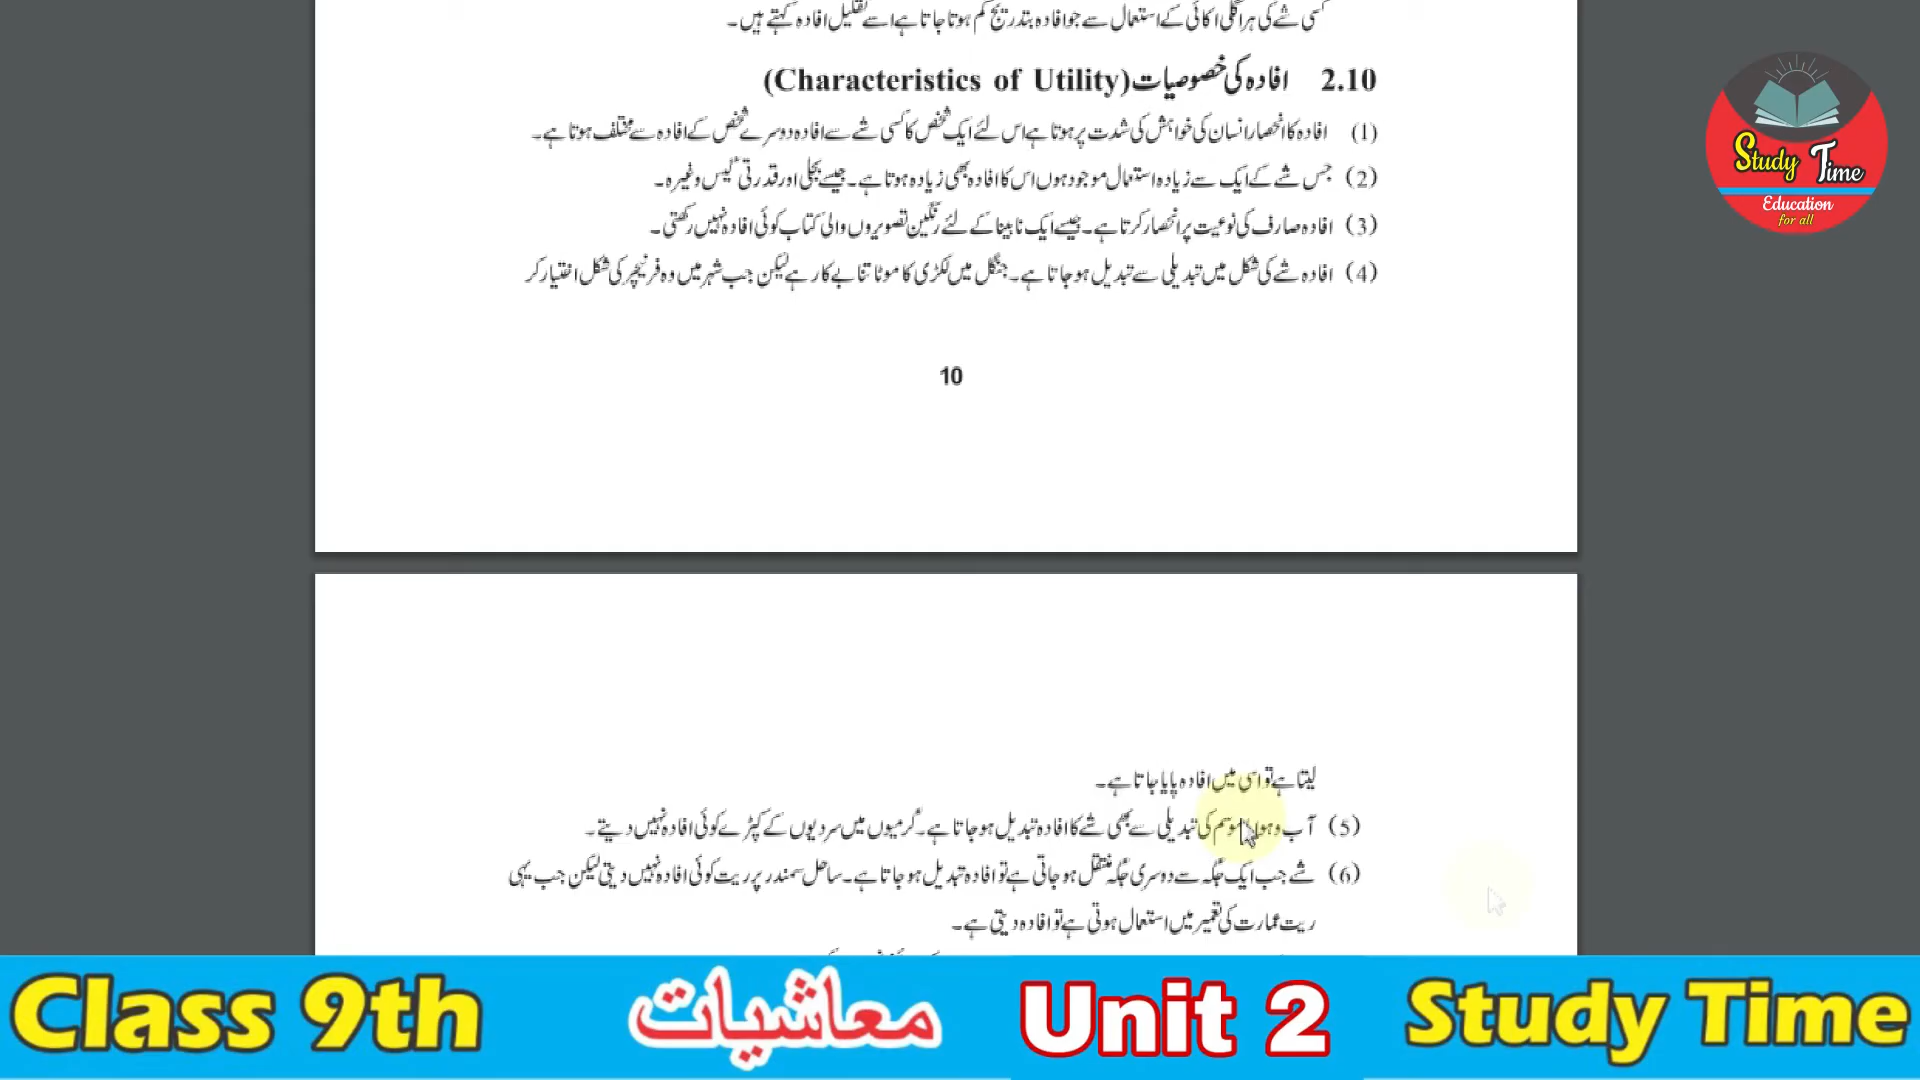 کسی شے کی ہر اگلی اکائی کے استعمال سے جو افادہ بتدریج کم ہوتا جاتا ہے اسے تقلیل افادہ کہتے ہیں۔
2.10 افادہ کی خصوصیات (Characteristics of Utility)
(1) افادہ کا انحصار انسان کی خواہش کی شدت پر ہوتا ہے اس لئے ایک شخص کا کسی شے سے افادہ دوسرے شخص کے افادہ سے مختلف ہوتا ہے۔
(2) جس شے کے ایک سے زیادہ استعمال موجود ہوں اس کا افادہ بھی زیادہ ہوتا ہے۔ جیسے بجلی اور قدرتی گیس وغیرہ۔
(3) افادہ صارف کی نوعیت پر انحصار کرتا ہے۔ جیسے ایک نابینا کے لئے رنگین تصویروں والی کتاب کوئی افادہ نہیں رکھتی۔
(4) افادہ شے کی شکل میں تبدیلی سے تبدیل ہو جاتا ہے۔ جنگل میں لکڑی کا موٹا تنا بے کار ہے لیکن جب شہر میں وہ فرنیچر کی شکل اختیار کر
10
لیتا ہے تو اسی میں افادہ پایا جاتا ہے۔
(5) آب و ہوا یا موسم کی تبدیلی سے بھی شے کا افادہ تبدیل ہو جاتا ہے۔ گرمیوں میں سردیوں کے کپڑے کوئی افادہ نہیں دیتے۔
(6) شے جب ایک جگہ سے دوسری جگہ منتقل ہو جاتی ہے تو افادہ تبدیل ہو جاتا ہے۔ ساحل سمندر پر ریت کوئی افادہ نہیں دیتی لیکن جب یہی
ریت عمارت کی تعمیر میں استعمال ہوتی ہے تو افادہ دیتی ہے۔
Study Time
Education
for all
Class 9th معاشیات Unit 2 Study Time